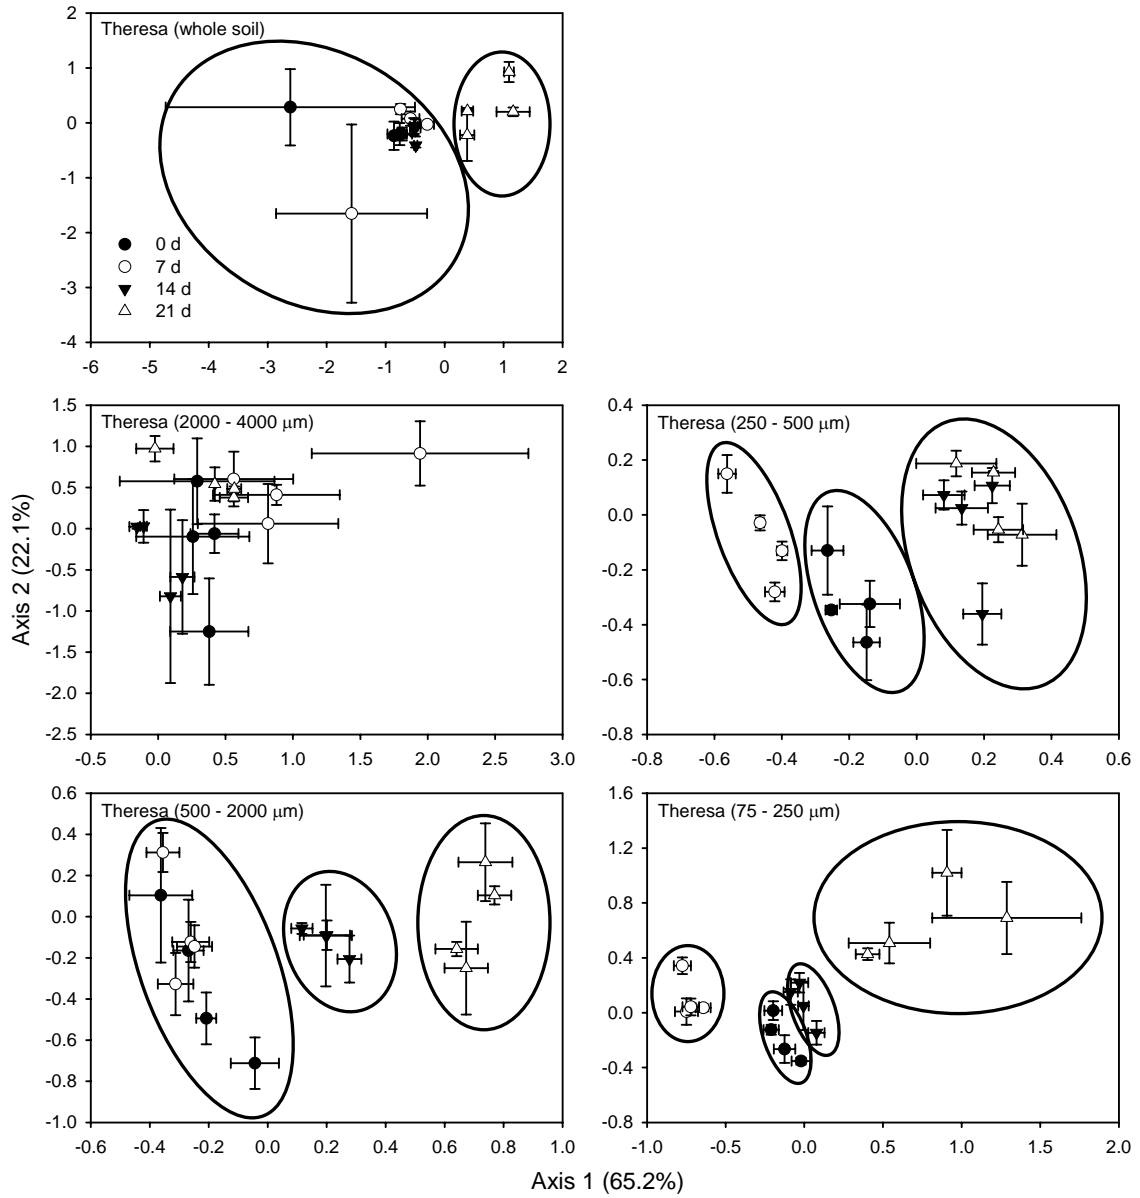 Theresa (whole soil)
2
1
0
-1
-2
-3
-4
0 d
7 d
14 d
21 d
-6 -5 -4 -3 -2 -1 0 1 2
Theresa (2000 - 4000 μm)
1.5
1.0
0.5
0.0
-0.5
-1.0
-1.5
-2.0
-2.5
-0.5 0.0 0.5 1.0 1.5 2.0 2.5 3.0
Theresa (250 - 500 μm)
0.4
0.2
0.0
-0.2
-0.4
-0.6
-0.8
-0.8 -0.6 -0.4 -0.2 0.0 0.2 0.4 0.6
Axis 2 (22.1%)
Theresa (500 - 2000 μm)
0.6
0.4
0.2
0.0
-0.2
-0.4
-0.6
-0.8
-1.0
-0.6 -0.4 -0.2 0.0 0.2 0.4 0.6 0.8 1.0
Theresa (75 - 250 μm)
1.6
1.2
0.8
0.4
0.0
-0.4
-0.8
-1.0 -0.5 0.0 0.5 1.0 1.5 2.0
Axis 1 (65.2%)